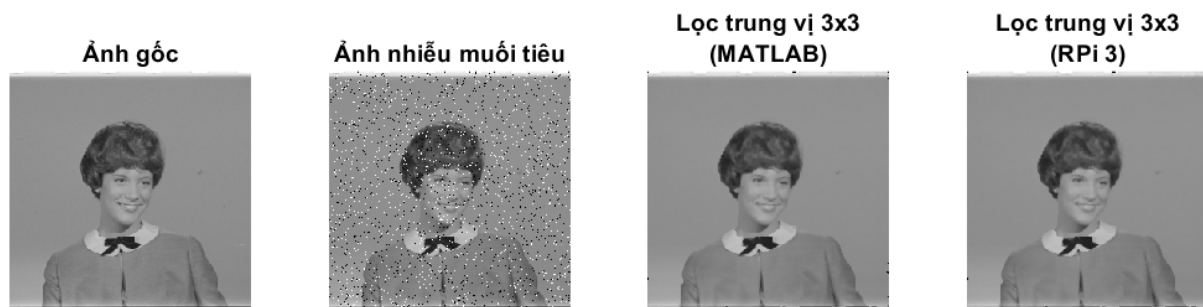 Ảnh gốc
Ảnh nhiễu muối tiêu
Lọc trung vị 3x3
(MATLAB)
Lọc trung vị 3x3
(RPi 3)